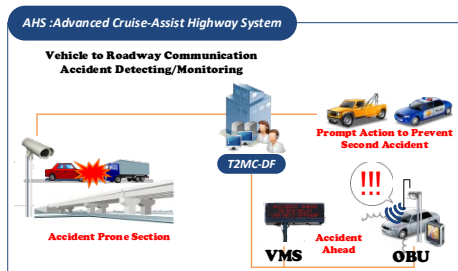 AHS :Advanced Cruise-Assist Highway System
Vehicle to Roadway Communication
Accident Detecting/Monitoring
Prompt Action to Prevent
Second Accident
T2MC-DF
!!!
Accident Prone Section
VMS
Accident
Ahead
OBU